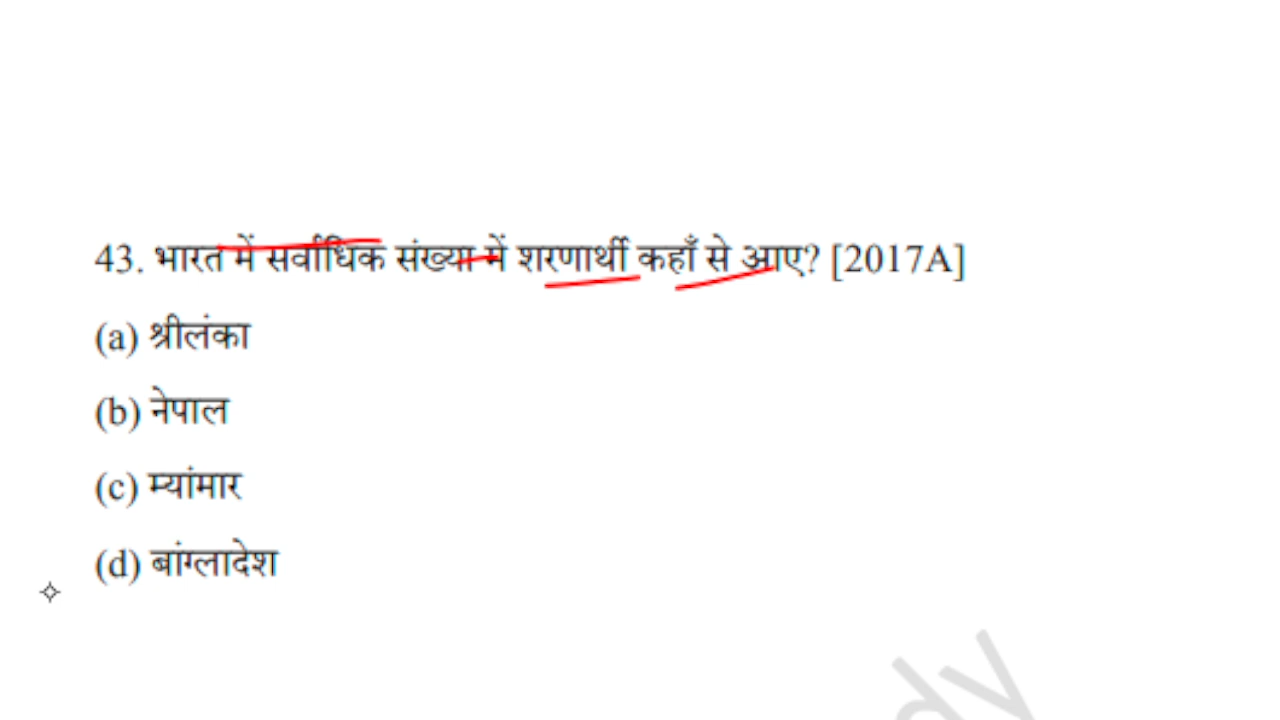 43. भारत में सर्वाधिक संख्या में शरणार्थी कहाँ से आए? [2017A]
(a) श्रीलंका
(b) नेपाल
(c) म्यांमार
(d) बांग्लादेश